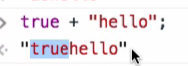 > true + "hello";
< "truehello"